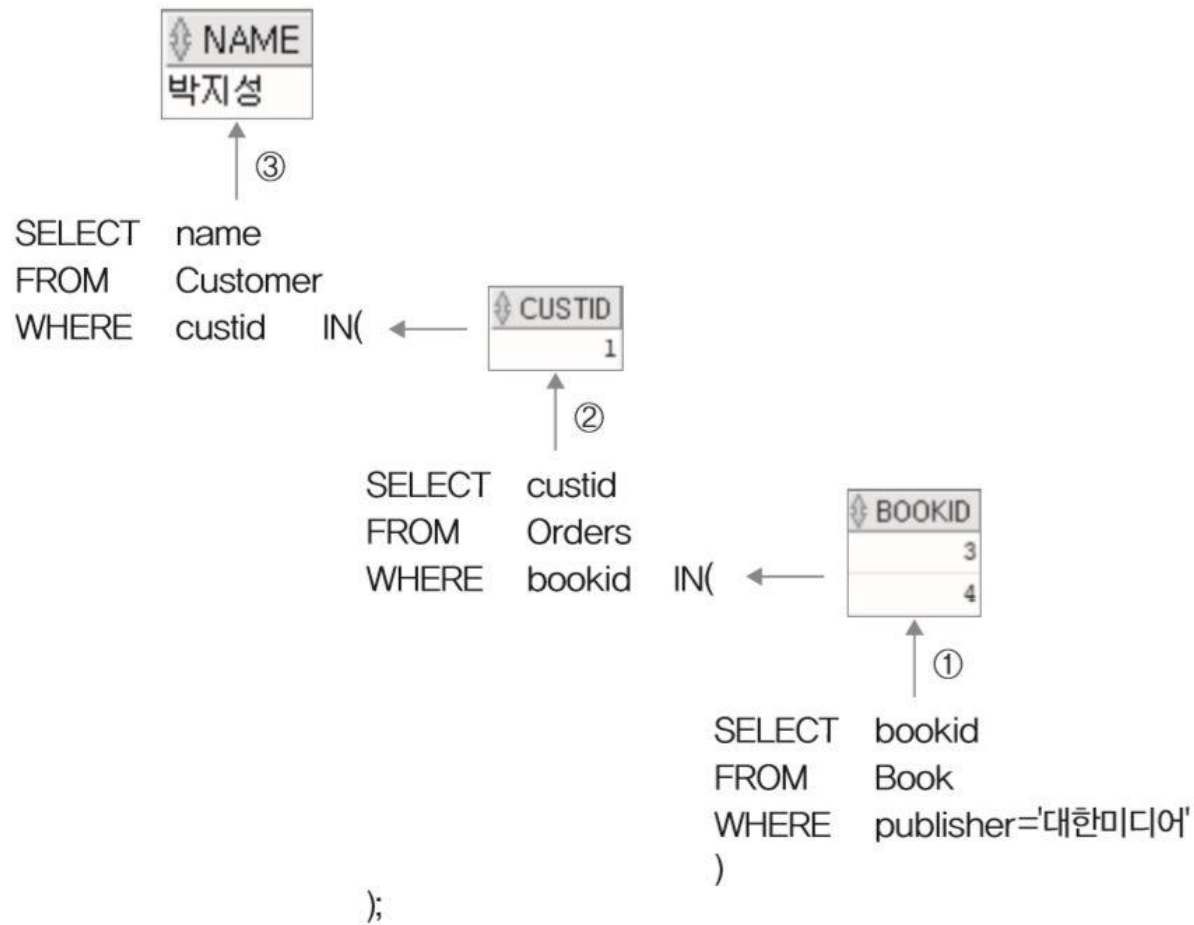 NAME
박지성
③
SELECT name
FROM Customer
WHERE custid IN(
CUSTID
1
②
SELECT custid
FROM Orders
WHERE bookid IN(
BOOKID
3
4
①
SELECT bookid
FROM Book
WHERE publisher='대한미디어'
)
);